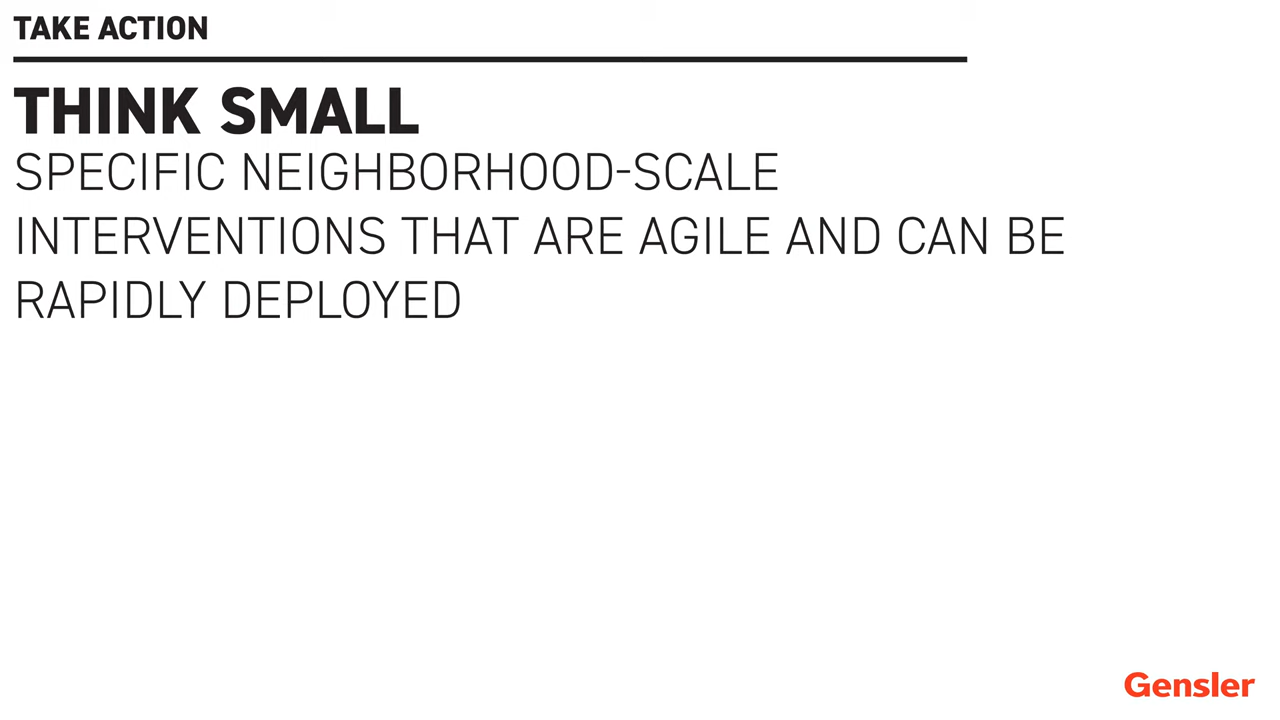 TAKE ACTION
THINK SMALL
SPECIFIC NEIGHBORHOOD-SCALE
INTERVENTIONS THAT ARE AGILE AND CAN BE
RAPIDLY DEPLOYED
Gensler